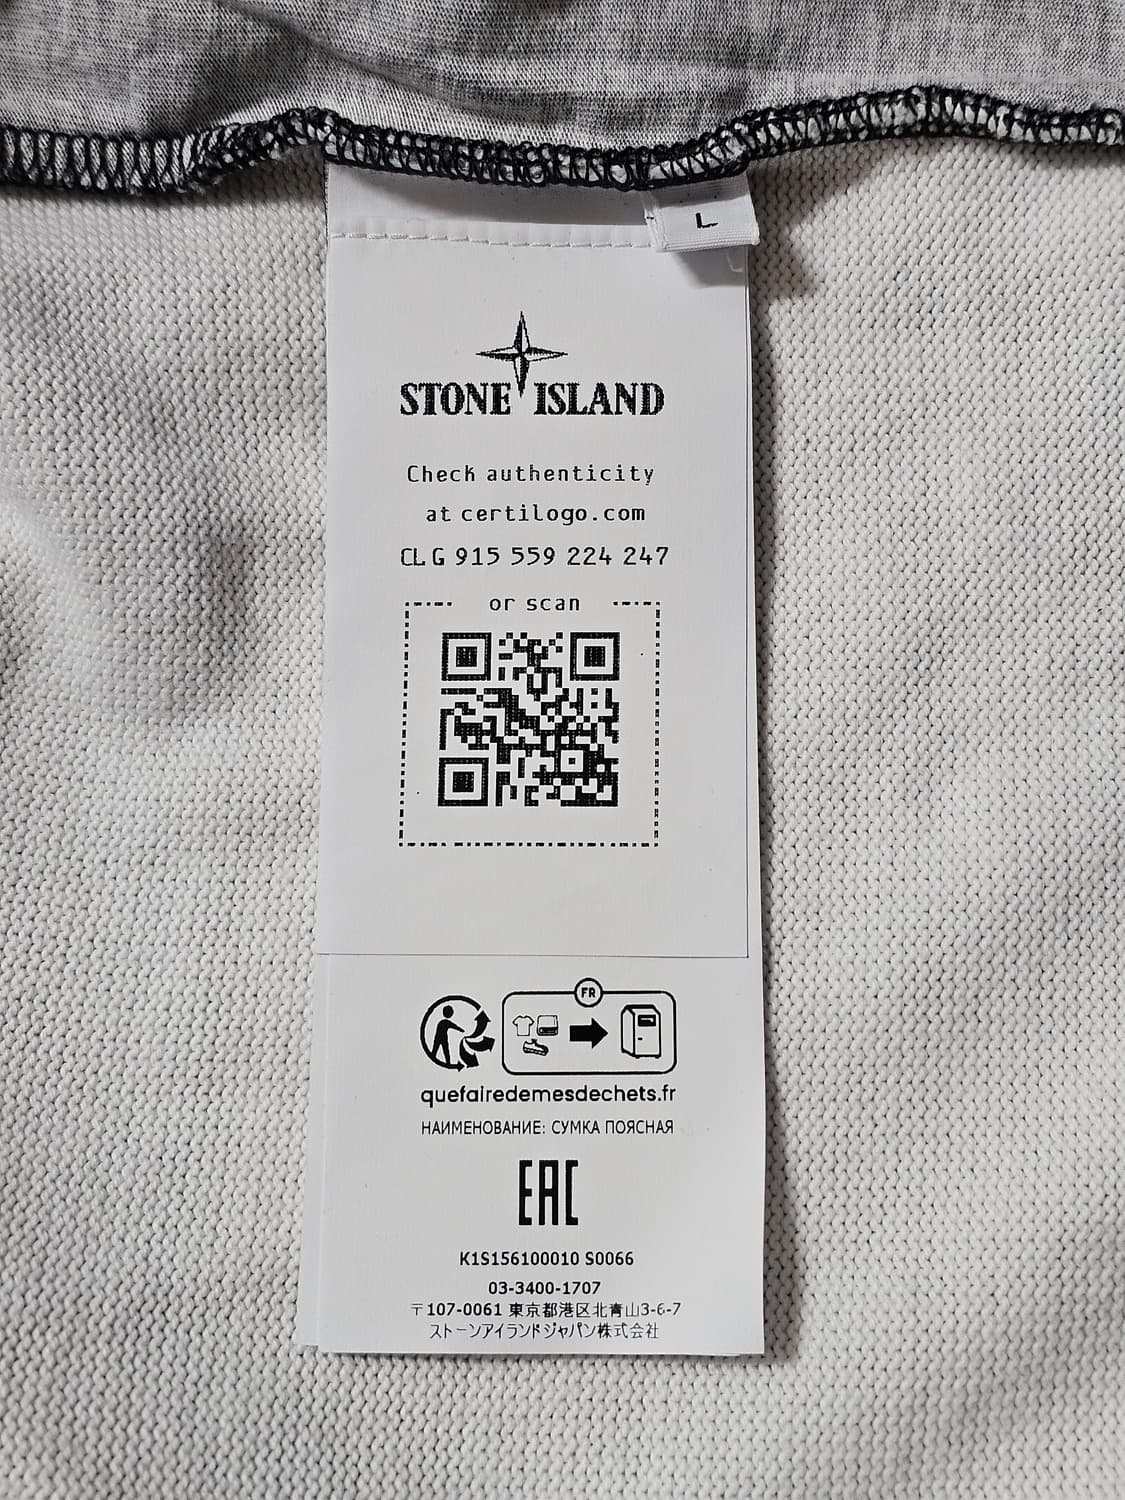 L
STONE ISLAND
Check authenticity
at certilogo.com
CLG 915 559 224 247
or scan
FR
quefairedemesdechets.fr
НАИМЕНОВАНИЕ: СУМКА ПОЯСНАЯ
EAC
K1S156100010 S0066
03-3400-1707
〒107-0061 東京都港区北青山3-6-7
ストーンアイランドジャパン株式会社